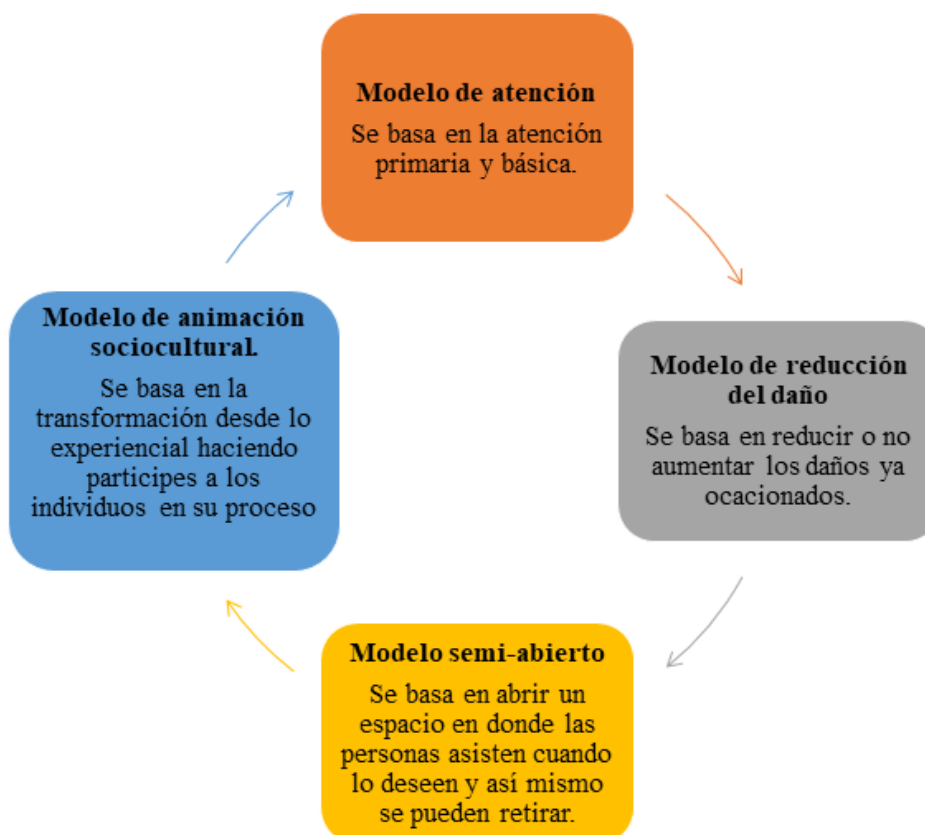 Modelo de atención
Se basa en la atención
primaria y básica.
Modelo de reducción
del daño
Se basa en reducir o no
aumentar los daños ya
ocacionados.
Modelo semi-abierto
Se basa en abrir un
espacio en donde las
personas asisten cuando
lo deseen y así mismo
se pueden retirar.
Modelo de animación
sociocultural.
Se basa en la
transformación desde lo
experiencial haciendo
participes a los
individuos en su proceso